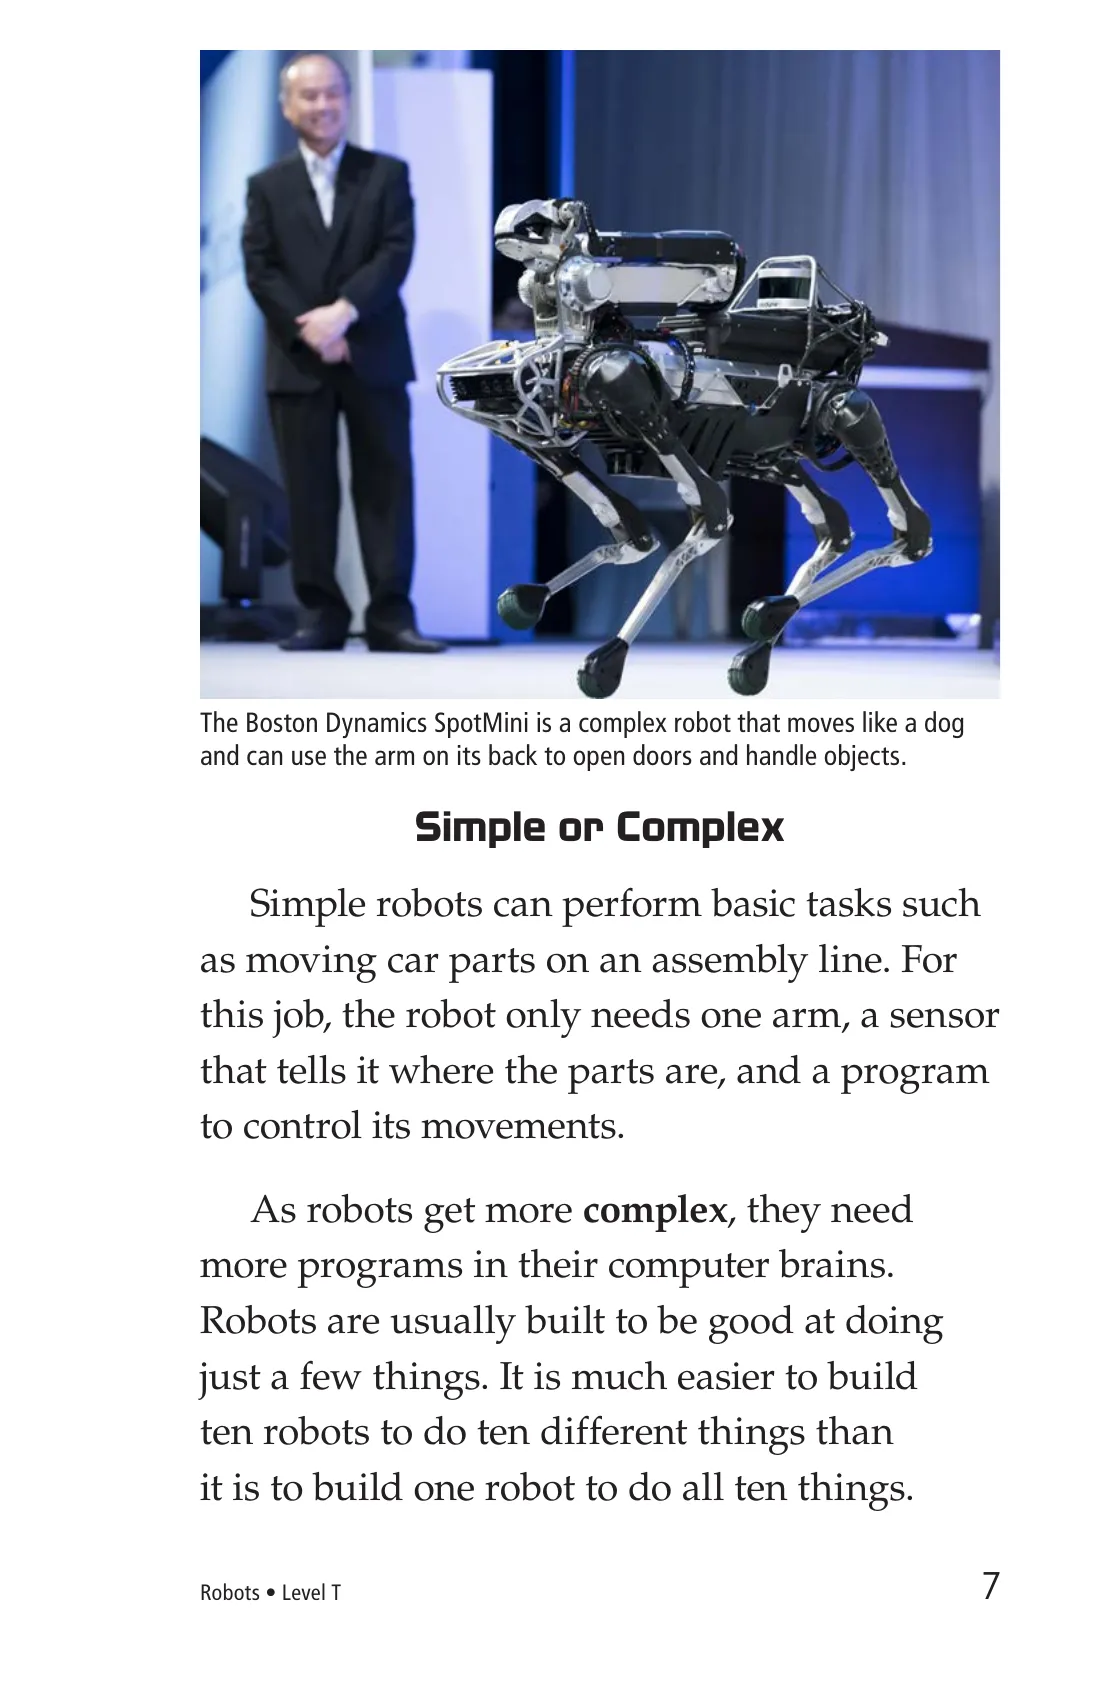 The Boston Dynamics SpotMini is a complex robot that moves like a dog
and can use the arm on its back to open doors and handle objects.
Simple or Complex
Simple robots can perform basic tasks such
as moving car parts on an assembly line. For
this job, the robot only needs one arm, a sensor
that tells it where the parts are, and a program
to control its movements.
As robots get more complex, they need
more programs in their computer brains.
Robots are usually built to be good at doing
just a few things. It is much easier to build
ten robots to do ten different things than
it is to build one robot to do all ten things.
Robots • Level T
7